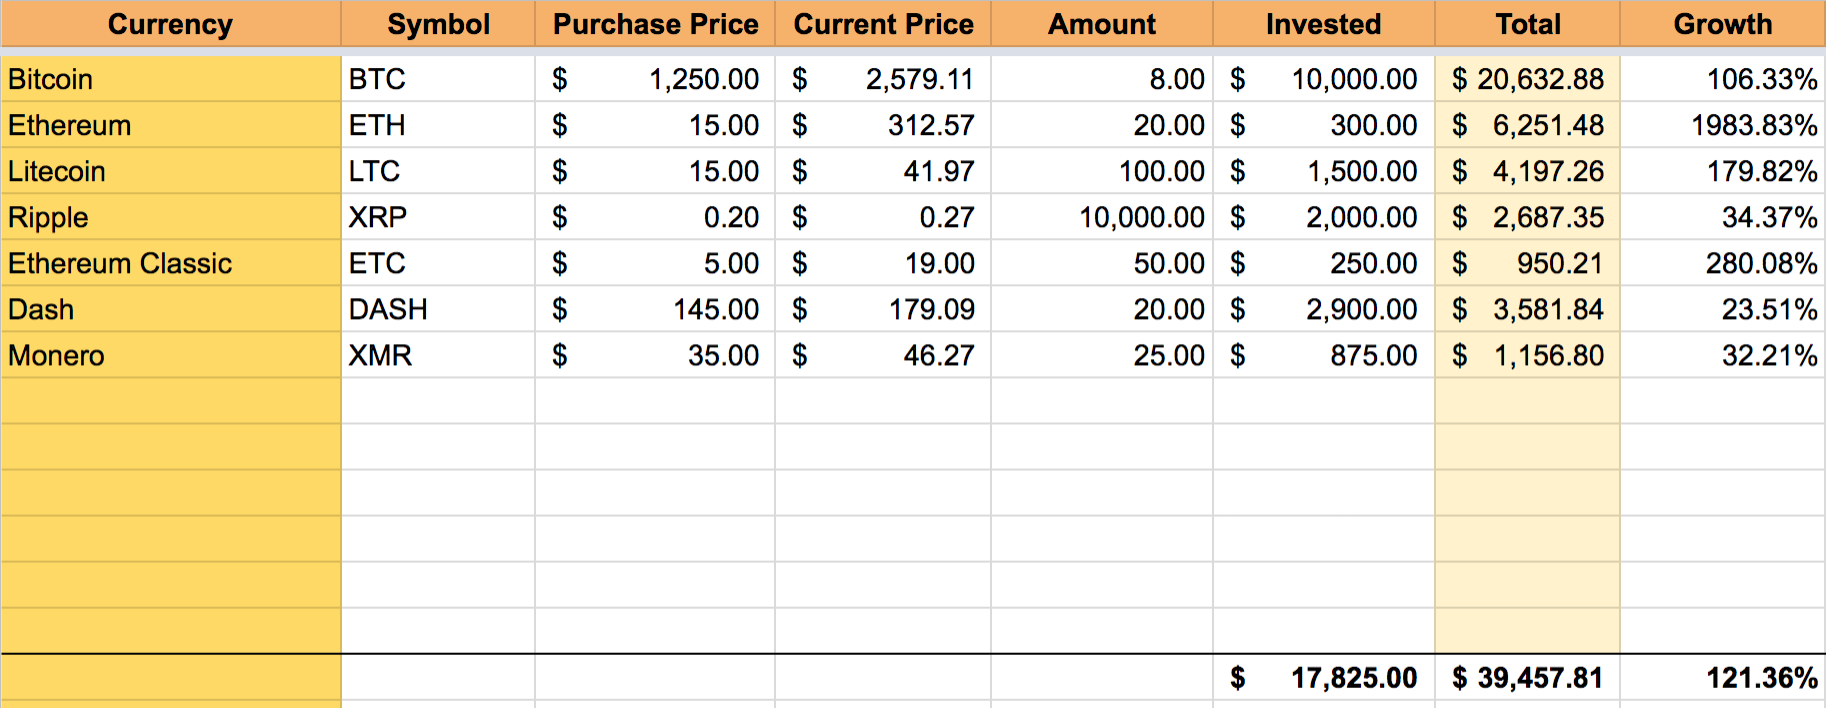 Currency Symbol Purchase Price Current Price Amount Invested Total Growth
Bitcoin BTC $ 1,250.00 $ 2,579.11 8.00 $ 10,000.00 $ 20,632.88 106.33%
Ethereum ETH $ 15.00 $ 312.57 20.00 $ 300.00 $ 6,251.48 1983.83%
Litecoin LTC $ 15.00 $ 41.97 100.00 $ 1,500.00 $ 4,197.26 179.82%
Ripple XRP $ 0.20 $ 0.27 10,000.00 $ 2,000.00 $ 2,687.35 34.37%
Ethereum Classic ETC $ 5.00 $ 19.00 50.00 $ 250.00 $ 950.21 280.08%
Dash DASH $ 145.00 $ 179.09 20.00 $ 2,900.00 $ 3,581.84 23.51%
Monero XMR $ 35.00 $ 46.27 25.00 $ 875.00 $ 1,156.80 32.21%
$ 17,825.00 $ 39,457.81 121.36%